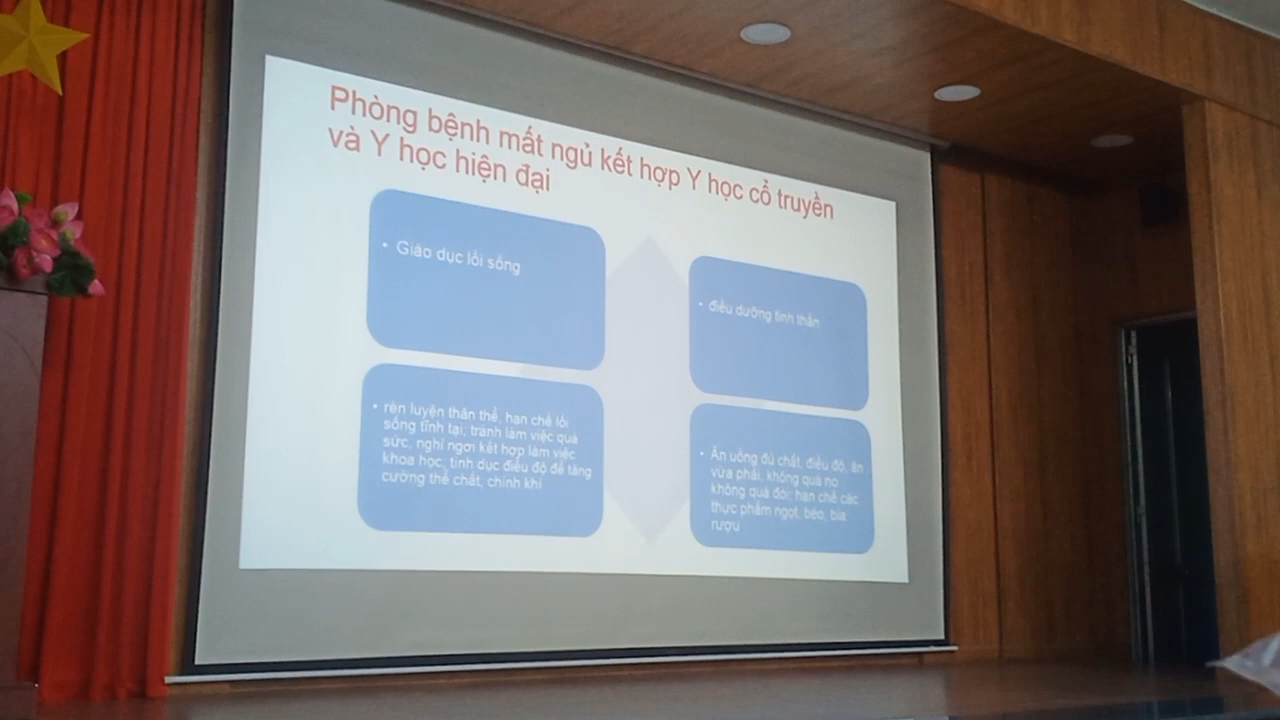 Phòng bệnh mất ngủ kết hợp Y học cổ truyền
và Y học hiện đại
• Giáo dục lối sống
• điều dưỡng tinh thần
• rèn luyện thân thể, hạn chế lối
sống tĩnh tại; tránh làm việc quá
sức, nghỉ ngơi kết hợp làm việc
khoa học; tình dục điều độ để tăng
cường thể chất, chính khí
• Ăn uống đủ chất, điều độ, ăn
vừa phải, không quá no
không quá đói; hạn chế các
thực phẩm ngọt, béo, bia
rượu